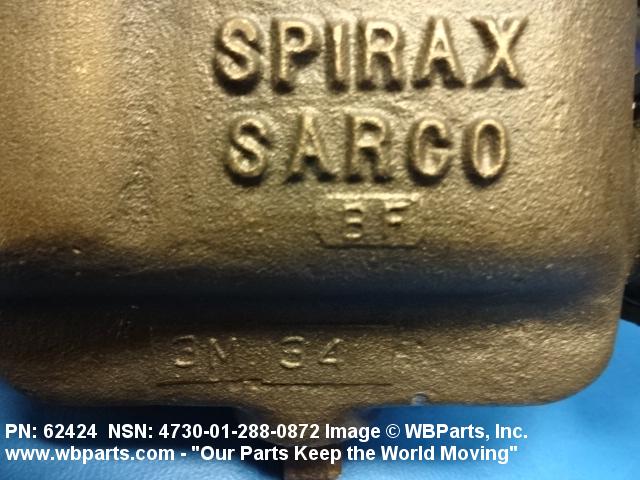 SPIRAX
SARCO
BF
3M 34
PN: 62424 NSN: 4730-01-288-0872 Image © WBParts, Inc.
www.wbparts.com - "Our Parts Keep the World Moving"